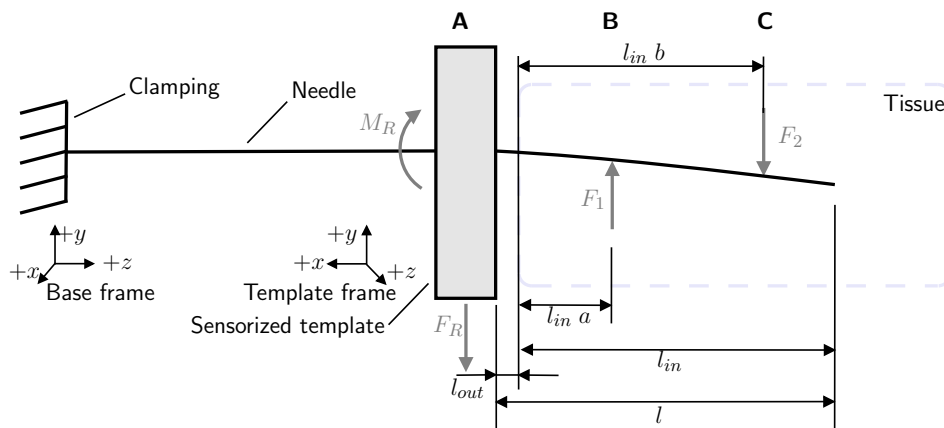 A
B
C
l_in b
Clamping
Needle
Tissue
M_R
F_2
F_1
+y
+y
+x
+z
+x
+z
Base frame
Template frame
Sensorized template
F_R
l_in a
l_in
l_out
l